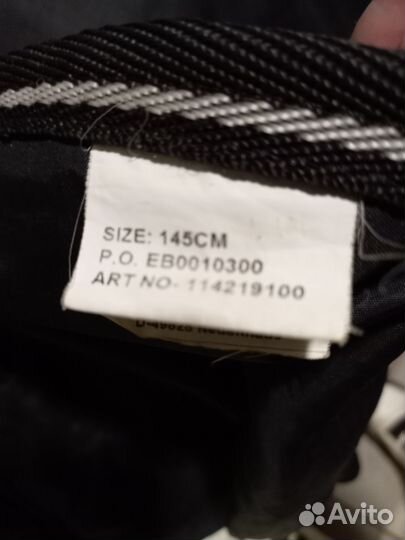 SIZE: 145CM
P.O. EB0010300
ART NO- 114219100
Avito